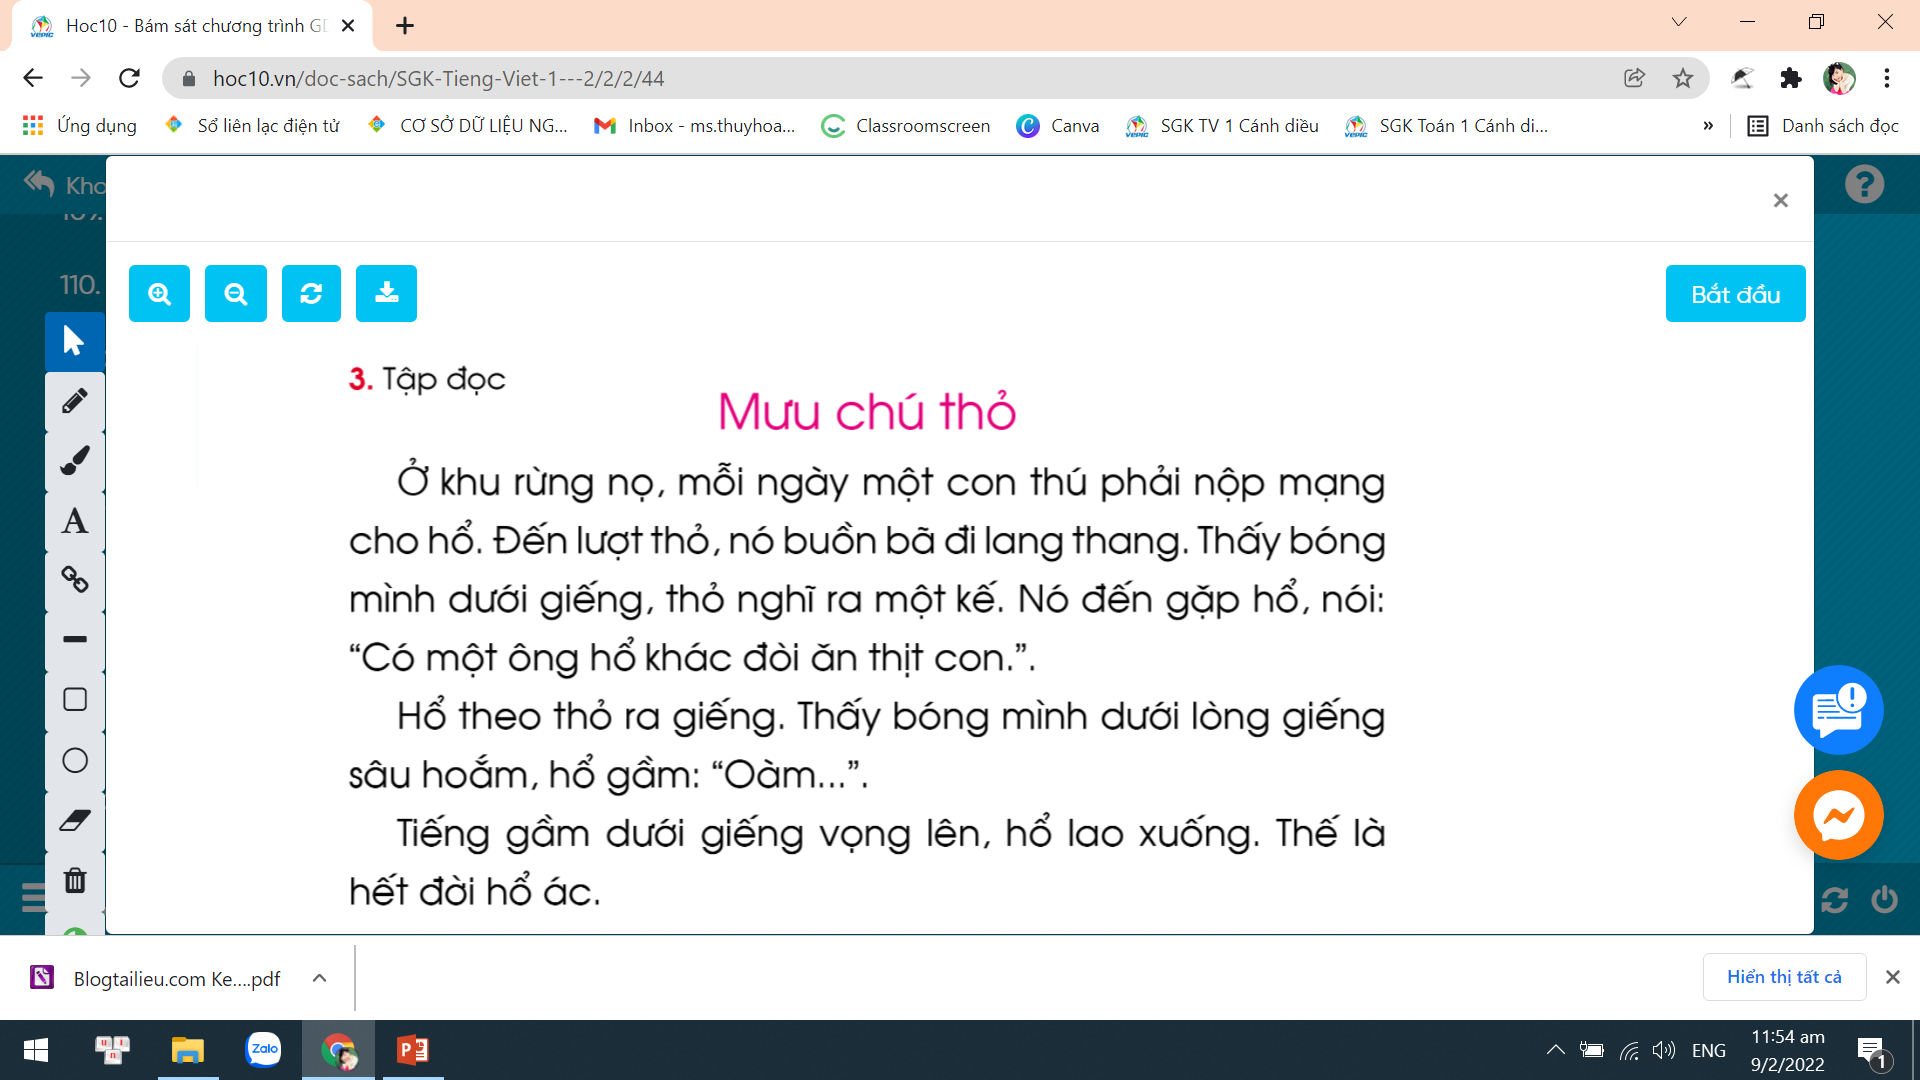 Hoc10 - Bám sát chương trình GD
hoc10.vn/doc-sach/SGK-Tieng-Viet-1---2/2/2/44
Ứng dụng Sổ liên lạc điện tử CƠ SỞ DỮ LIỆU NG... Inbox - ms.thuyhoa... Classroomscreen Canva SGK TV 1 Cánh diều SGK Toán 1 Cánh di... » Danh sách đọc
Kho
109.
110.
Bắt đầu
3. Tập đọc
Mưu chú thỏ
Ở khu rừng nọ, mỗi ngày một con thú phải nộp mạng
cho hổ. Đến lượt thỏ, nó buồn bã đi lang thang. Thấy bóng
mình dưới giếng, thỏ nghĩ ra một kế. Nó đến gặp hổ, nói:
“Có một ông hổ khác đòi ăn thịt con.”.
Hổ theo thỏ ra giếng. Thấy bóng mình dưới lòng giếng
sâu hoắm, hổ gầm: “Oàm...”.
Tiếng gầm dưới giếng vọng lên, hổ lao xuống. Thế là
hết đời hổ ác.
Blogtailieu.com Ke....pdf
Hiển thị tất cả
Zalo
ENG
11:54 am
9/2/2022
1